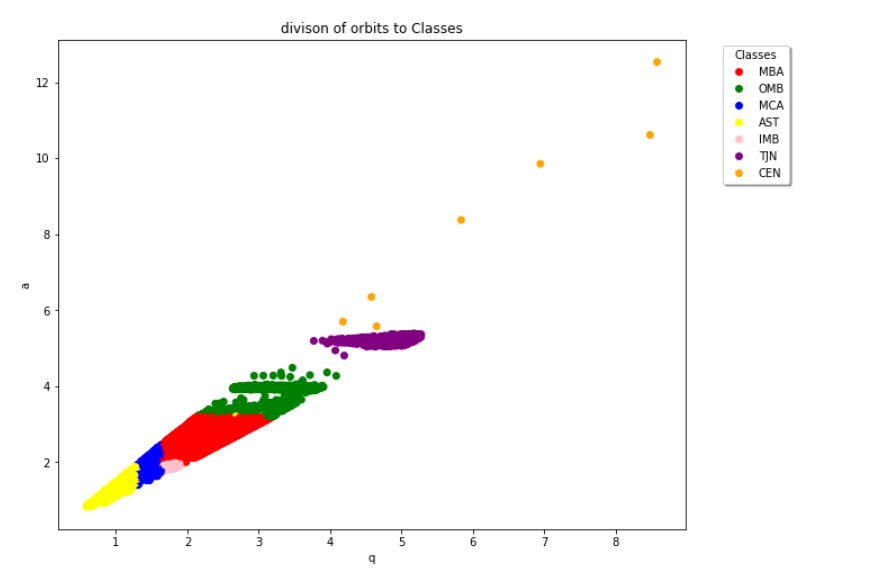 divison of orbits to Classes
Classes
MBA
OMB
MCA
AST
IMB
TJN
CEN
12
10
8
6
4
2
a
1 2 3 4 5 6 7 8
q